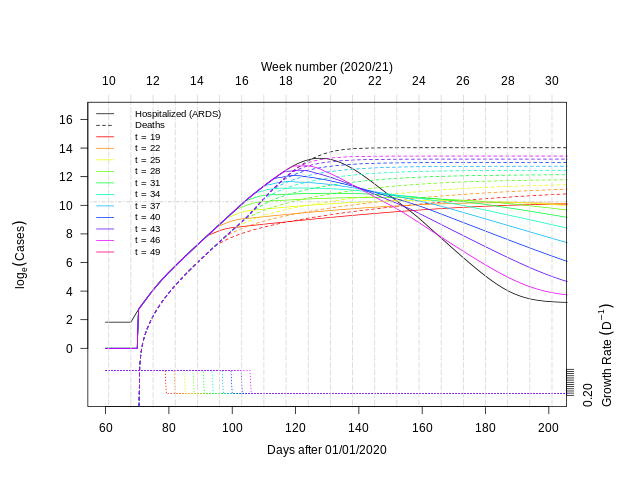 Week number (2020/21)
10 12 14 16 18 20 22 24 26 28 30
Hospitalized (ARDS)
Deaths
t = 19
t = 22
t = 25
t = 28
t = 31
t = 34
t = 37
t = 40
t = 43
t = 46
t = 49
16
14
12
10
8
6
4
2
0
logₑ(Cases)
0.20
Growth Rate (D⁻¹)
60 80 100 120 140 160 180 200
Days after 01/01/2020